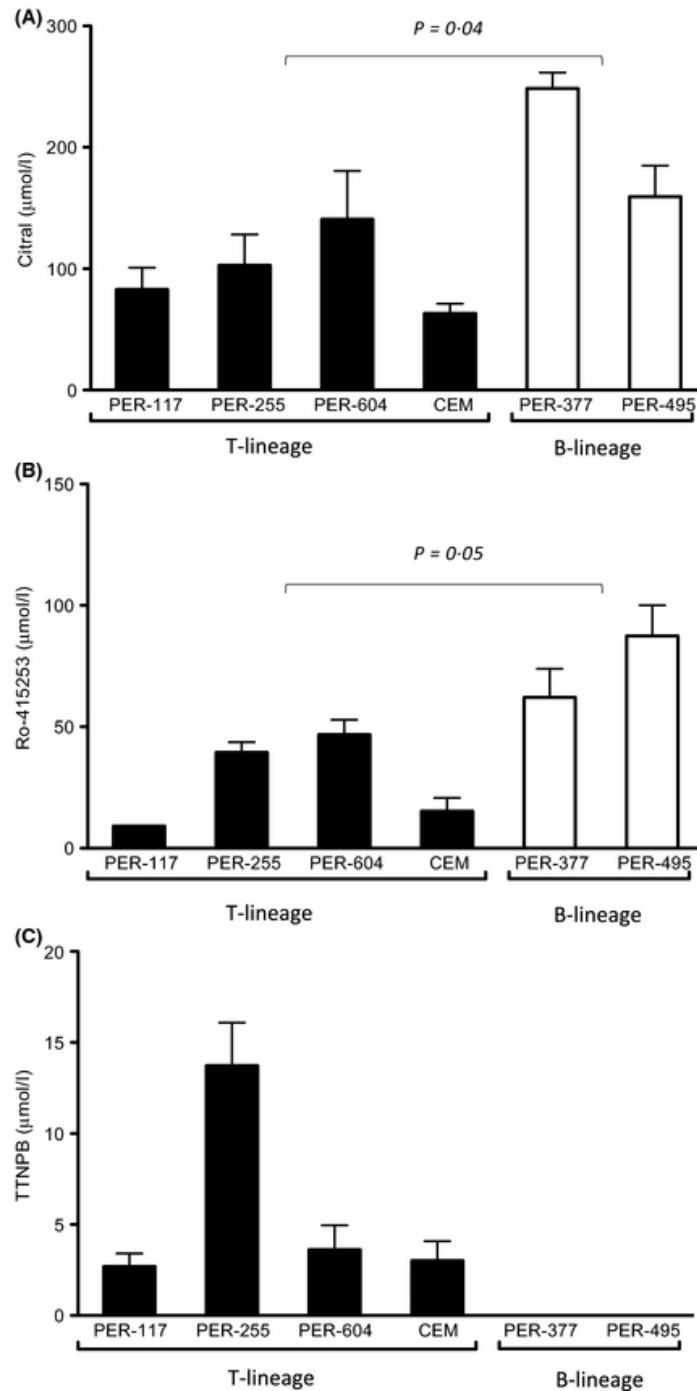 (A)
300
P = 0·04
200
Citral (μmol/l)
100
0
PER-117 PER-255 PER-604 CEM PER-377 PER-495
T-lineage B-lineage
(B)
150
P = 0·05
100
Ro-415253 (μmol/l)
50
0
PER-117 PER-255 PER-604 CEM PER-377 PER-495
T-lineage B-lineage
(C)
20
15
TTNPB (μmol/l)
10
5
0
PER-117 PER-255 PER-604 CEM PER-377 PER-495
T-lineage B-lineage